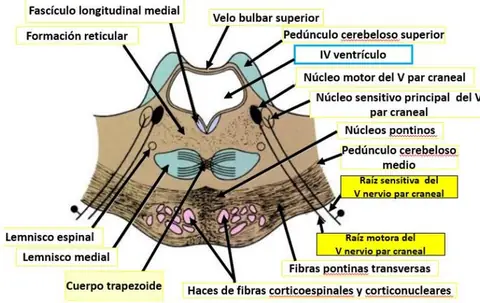 Fascículo longitudinal medial
Formación reticular
Velo bulbar superior
Pedúnculo cerebeloso superior
IV ventrículo
Núcleo motor del V par craneal
Núcleo sensitivo principal del V
par craneal
Núcleos pontinos
Pedúnculo cerebeloso
medio
Raíz sensitiva del
V nervio par craneal
Raíz motora del
V nervio par craneal
Fibras pontinas transversas
Haces de fibras corticoespinales y corticonucleares
Lemnisco espinal
Lemnisco medial
Cuerpo trapezoide